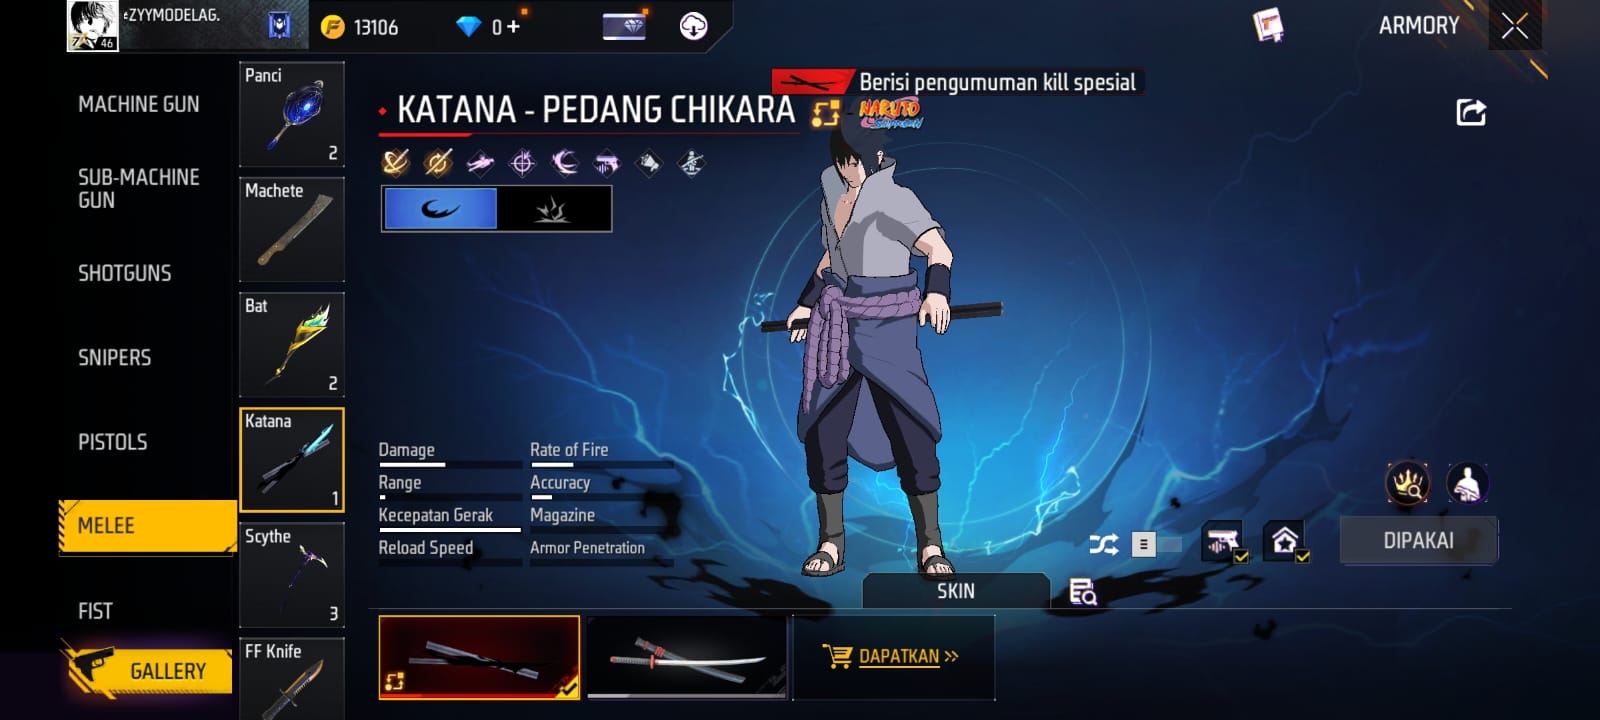 ZYYMODELAG.
46
13106
0 +
ARMORY
MACHINE GUN
SUB-MACHINE
GUN
SHOTGUNS
SNIPERS
PISTOLS
MELEE
FIST
GALLERY
Panci
2
Machete
Bat
2
Katana
1
Scythe
3
FF Knife
Berisi pengumuman kill spesial
KATANA - PEDANG CHIKARA
NARUTO
SHIPPUDEN
Damage
Rate of Fire
Range
Accuracy
Kecepatan Gerak
Magazine
Reload Speed
Armor Penetration
DIPAKAI
SKIN
DAPATKAN >>